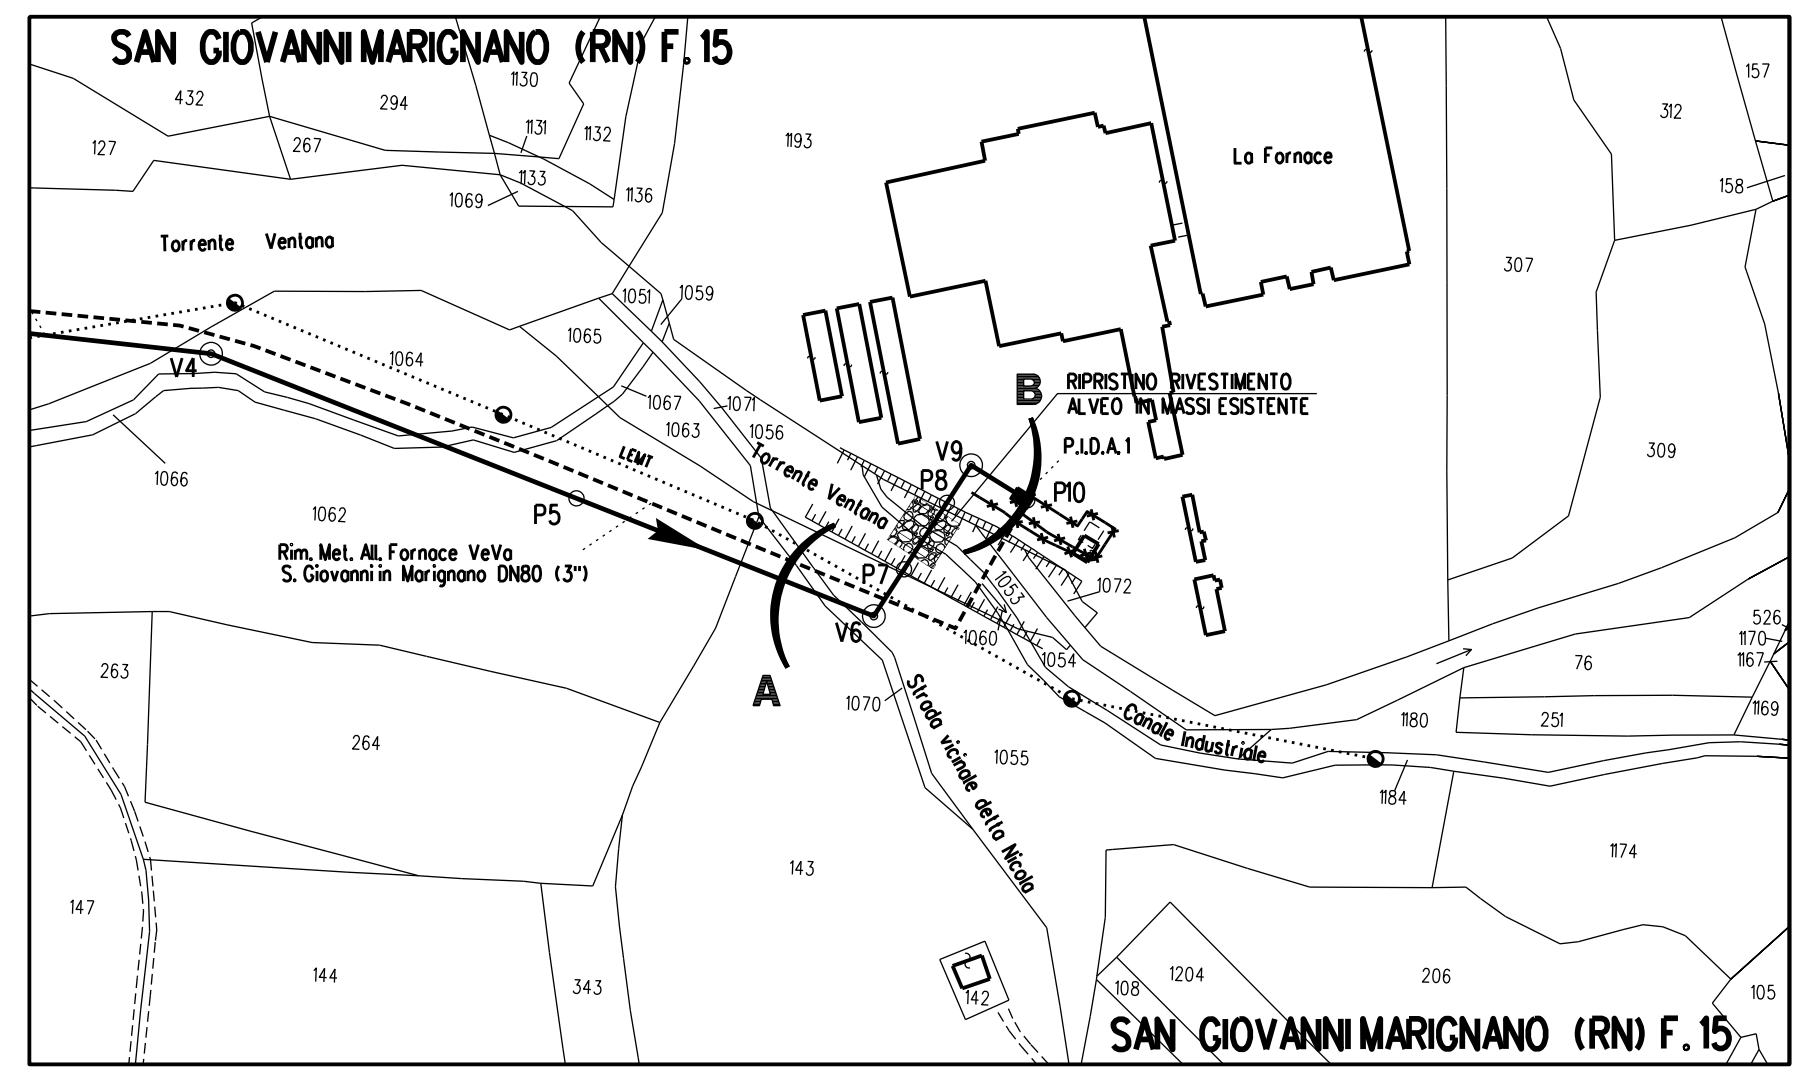 SAN GIOVANNI MARIGNANO (RN) F. 15
1130
157
432
294
312
1131
1132
1193
127
267
La Fornace
1133
158
1069
1136
Torrente Ventana
307
1051
1059
1065
1064
V4
B
RIPRISTINO RIVESTIMENTO
ALVEO IN MASSI ESISTENTE
1067
1071
1063
1056
P.I.D.A. 1
V9
309
LEMT
Torrente Ventana
1066
P8
P10
1062
P5
Rim. Met. All. Fornace VeVa
S. Giovanni in Marignano DN80 (3")
P7
1053
1072
V6
1060
526
1170
1054
1167
76
263
A
1070
Strada vicinale della Nicola
1169
Canale Industriale
1180
251
264
1055
1184
1174
143
147
144
343
142
108
1204
206
105
SAN GIOVANNI MARIGNANO (RN) F. 15